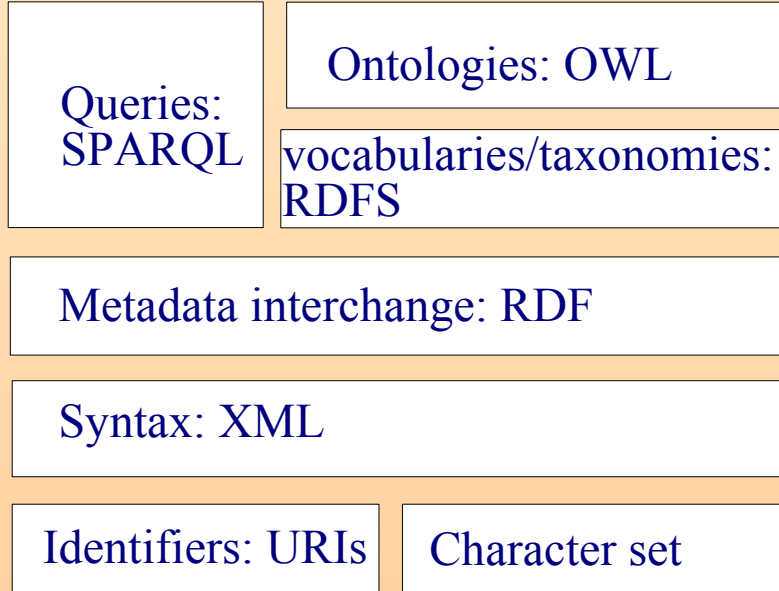 Queries:
SPARQL
Ontologies: OWL
vocabularies/taxonomies:
RDFS
Metadata interchange: RDF
Syntax: XML
Identifiers: URIs
Character set